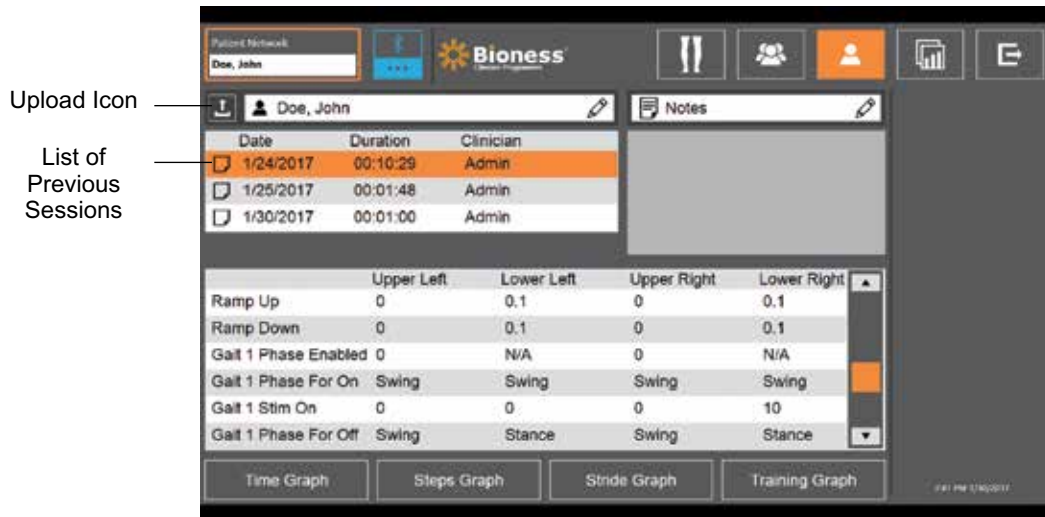 Patient Network
Doe, John
Bioness
Upload Icon
Doe, John
Notes
List of
Previous
Sessions
Date Duration Clinician
1/24/2017 00:10:29 Admin
1/25/2017 00:01:48 Admin
1/30/2017 00:01:00 Admin
Upper Left Lower Left Upper Right Lower Right
Ramp Up 0 0.1 0 0.1
Ramp Down 0 0.1 0 0.1
Gait 1 Phase Enabled 0 N/A 0 N/A
Gait 1 Phase For On Swing Swing Swing Swing
Gait 1 Stim On 0 0 0 10
Gait 1 Phase For Off Swing Stance Swing Stance
Time Graph Steps Graph Stride Graph Training Graph